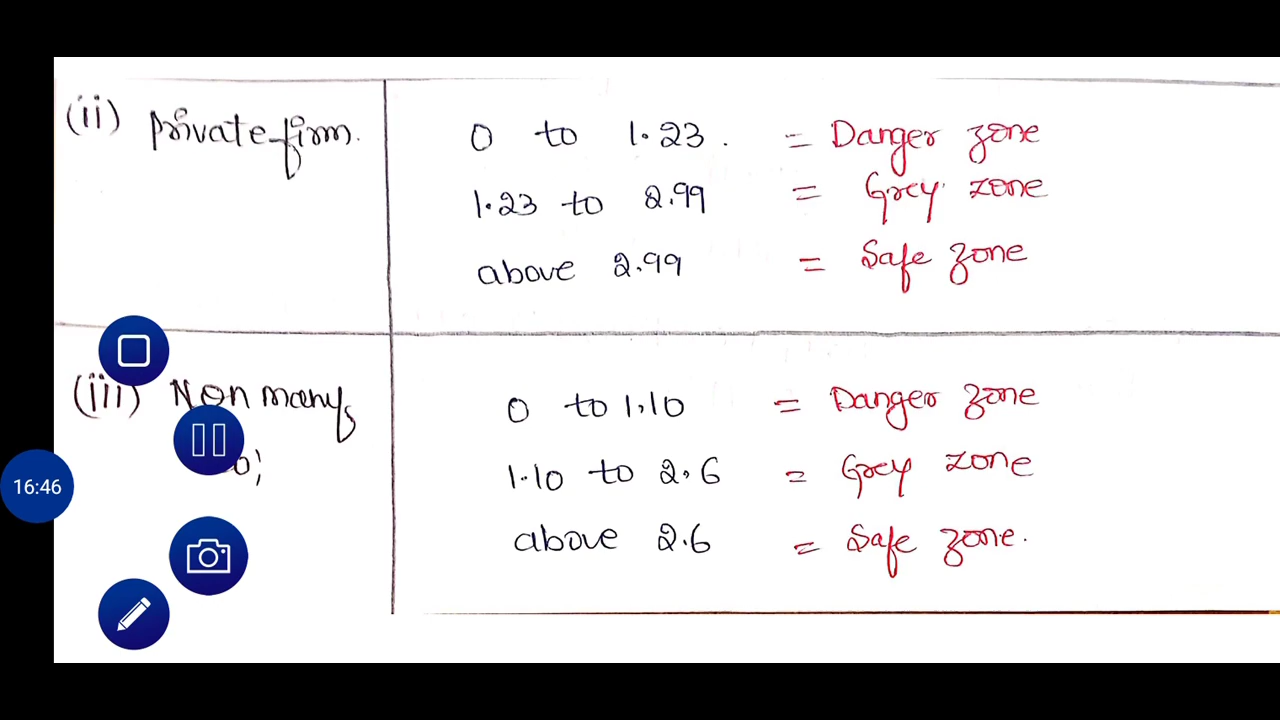 (ii) Private firm. 0 to 1.23. = Danger zone
1.23 to 2.99 = Grey zone
above 2.99 = Safe zone
(iii) Non manf 0 to 1.10 = Danger zone
1.10 to 2.6 = Grey zone
above 2.6 = Safe zone.
16:46